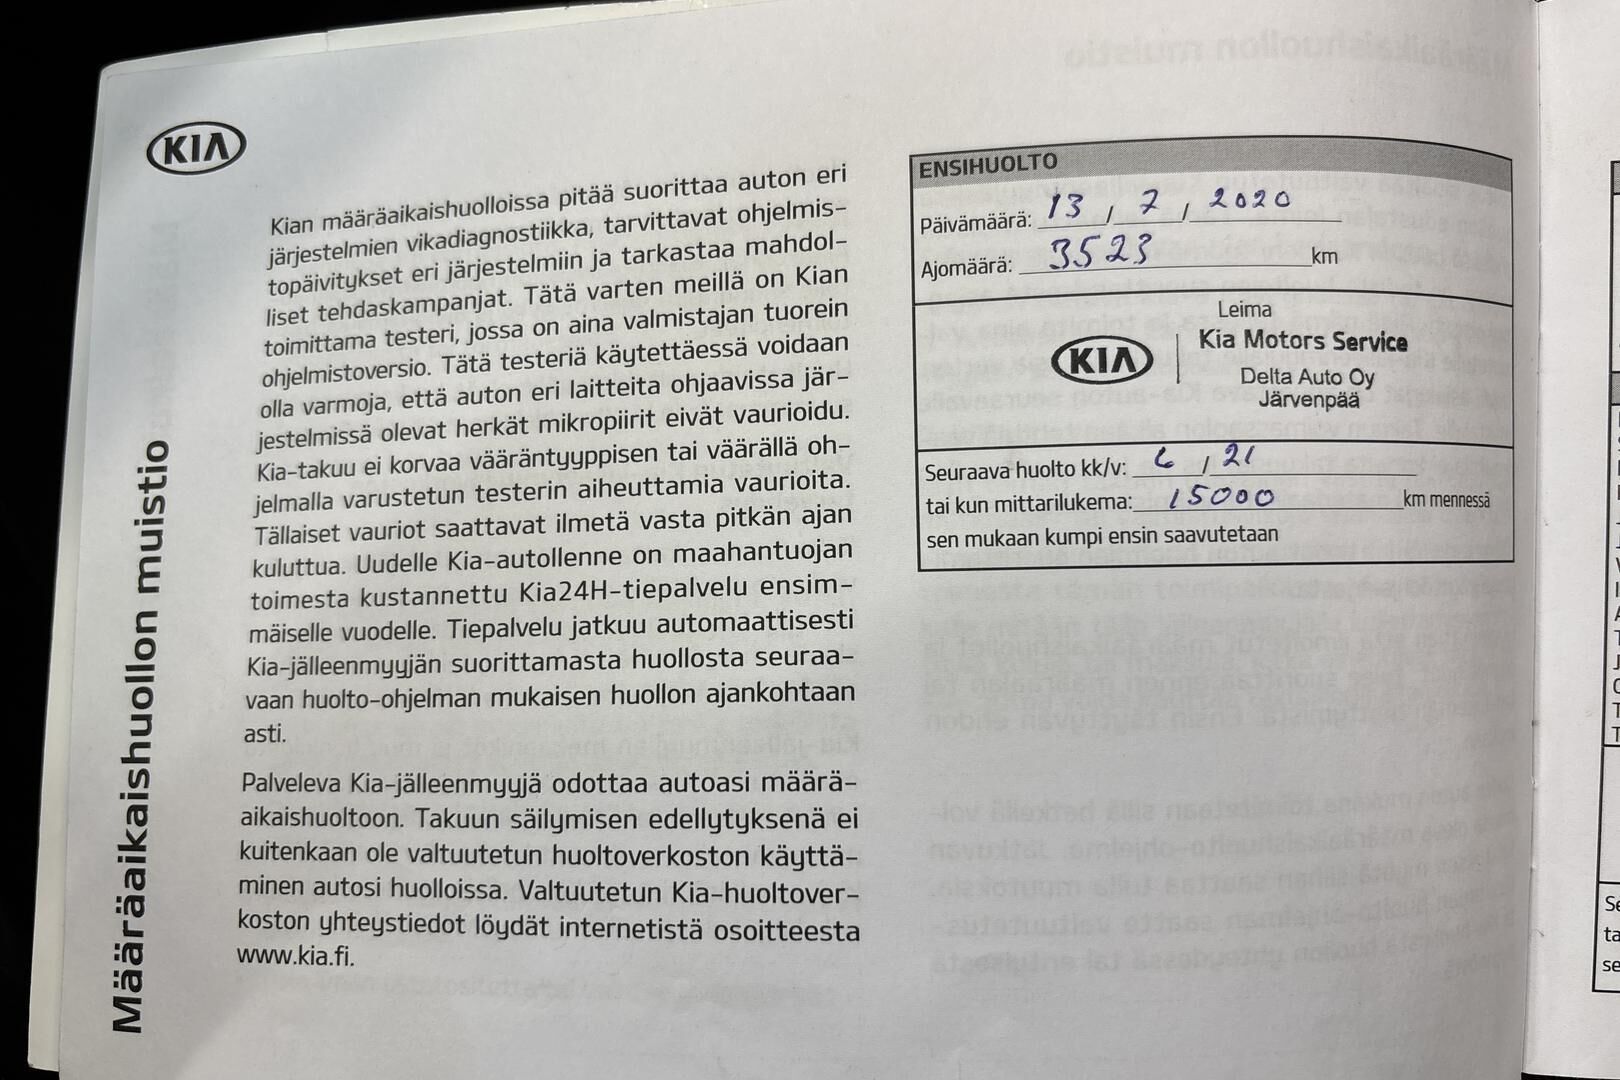 Määräaikaishuollon muistio
KIA
Kian määräaikaishuolloissa pitää suorittaa auton eri
järjestelmien vikadiagnostiikka, tarvittavat ohjelmis-
topäivitykset eri järjestelmiin ja tarkastaa mahdol-
liset tehdaskampanjat. Tätä varten meillä on Kian
toimittama testeri, jossa on aina valmistajan tuorein
ohjelmistoversio. Tätä testeriä käytettäessä voidaan
olla varmoja, että auton eri laitteita ohjaavissa jär-
jestelmissä olevat herkät mikropiirit eivät vaurioidu.
Kia-takuu ei korvaa vääräntyyppisen tai väärällä oh-
jelmalla varustetun testerin aiheuttamia vaurioita.
Tällaiset vauriot saattavat ilmetä vasta pitkän ajan
kuluttua. Uudelle Kia-autollenne on maahantuojan
toimesta kustannettu Kia24H-tiepalvelu ensim-
mäiselle vuodelle. Tiepalvelu jatkuu automaattisesti
Kia-jälleenmyyjän suorittamasta huollosta seuraa-
vaan huolto-ohjelman mukaisen huollon ajankohtaan
asti.
Palveleva Kia-jälleenmyyjä odottaa autoasi määrä-
aikaishuoltoon. Takuun säilymisen edellytyksenä ei
kuitenkaan ole valtuutetun huoltoverkoston käyttä-
minen autosi huolloissa. Valtuutetun Kia-huoltover-
koston yhteystiedot löydät internetistä osoitteesta
www.kia.fi.
ENSIHUOLTO
Päivämäärä: 13 / 7 / 2020
Ajomäärä: 3523 km
Leima
KIA
Kia Motors Service
Delta Auto Oy
Järvenpää
Seuraava huolto kk/v: 6 / 21
tai kun mittarilukema: 15000 km mennessä
sen mukaan kumpi ensin saavutetaan